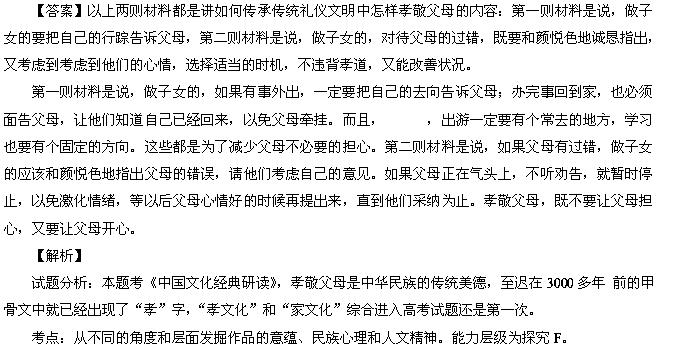 【答案】以上两则材料都是讲如何传承传统礼仪文明中怎样孝敬父母的内容：第一则材料是说，做子
女的要把自己的行踪告诉父母，第二则材料是说，做子女的，对待父母的过错，既要和颜悦色地诚恳指出，
又考虑到考虑到他们的心情，选择适当的时机，不违背孝道，又能改善状况。
第一则材料是说，做子女的，如果有事外出，一定要把自己的去向告诉父母；办完事回到家，也必须
面告父母，让他们知道自己已经回来，以免父母牵挂。而且， ，出游一定要有个常去的地方，学习
也要有个固定的方向。这些都是为了减少父母不必要的担心。第二则材料是说，如果父母有过错，做子女
的应该和颜悦色地指出父母的错误，请他们考虑自己的意见。如果父母正在气头上，不听劝告，就暂时停
止，以免激化情绪，等以后父母心情好的时候再提出来，直到他们采纳为止。孝敬父母，既不要让父母担
心，又要让父母开心。
【解析】
试题分析：本题考《中国文化经典研读》，孝敬父母是中华民族的传统美德，至迟在 3000 多年 前的甲
骨文中就已经出现了“孝”字，“孝文化”和“家文化”综合进入高考试题还是第一次。
考点：从不同的角度和层面发掘作品的意蕴、民族心理和人文精神。能力层级为探究 F。